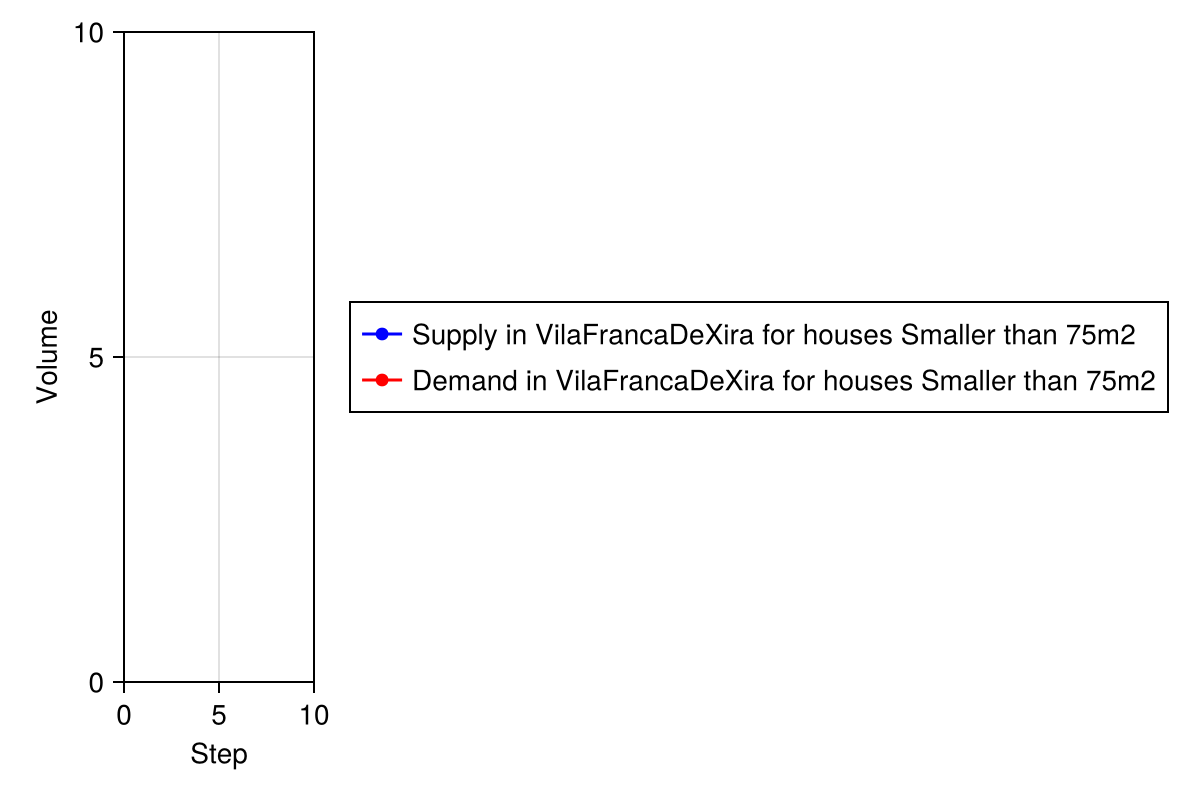 10
5
0
Volume
0 5 10
Step
Supply in VilaFrancaDeXira for houses Smaller than 75m2
Demand in VilaFrancaDeXira for houses Smaller than 75m2